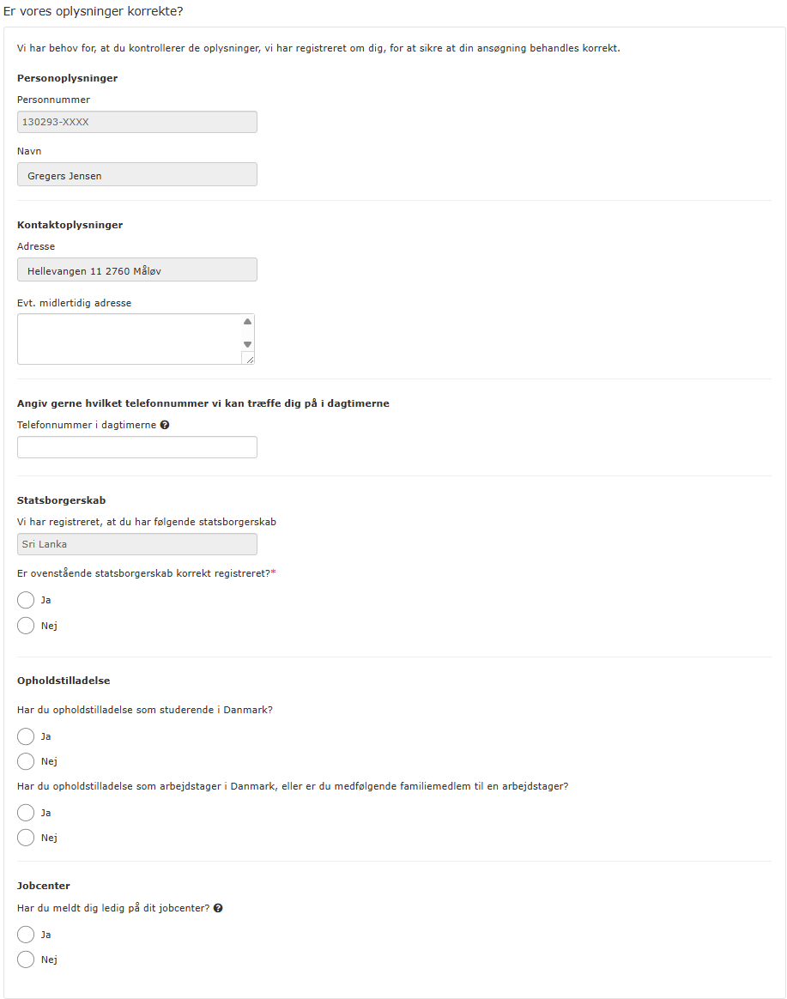 Er vores oplysninger korrekte?
Vi har behov for, at du kontrollerer de oplysninger, vi har registreret om dig, for at sikre at din ansøgning behandles korrekt.
Personoplysninger
Personnummer
130293-XXXX
Navn
Gregers Jensen
Kontaktoplysninger
Adresse
Hellevangen 11 2760 Måløv
Evt. midlertidig adresse
Angiv gerne hvilket telefonnummer vi kan træffe dig på i dagtimerne
Telefonnummer i dagtimerne ?
Statsborgerskab
Vi har registreret, at du har følgende statsborgerskab
Sri Lanka
Er ovenstående statsborgerskab korrekt registreret?*
Ja
Nej
Opholdstilladelse
Har du opholdstilladelse som studerende i Danmark?
Ja
Nej
Har du opholdstilladelse som arbejdstager i Danmark, eller er du medfølgende familiemedlem til en arbejdstager?
Ja
Nej
Jobcenter
Har du meldt dig ledig på dit jobcenter? ?
Ja
Nej